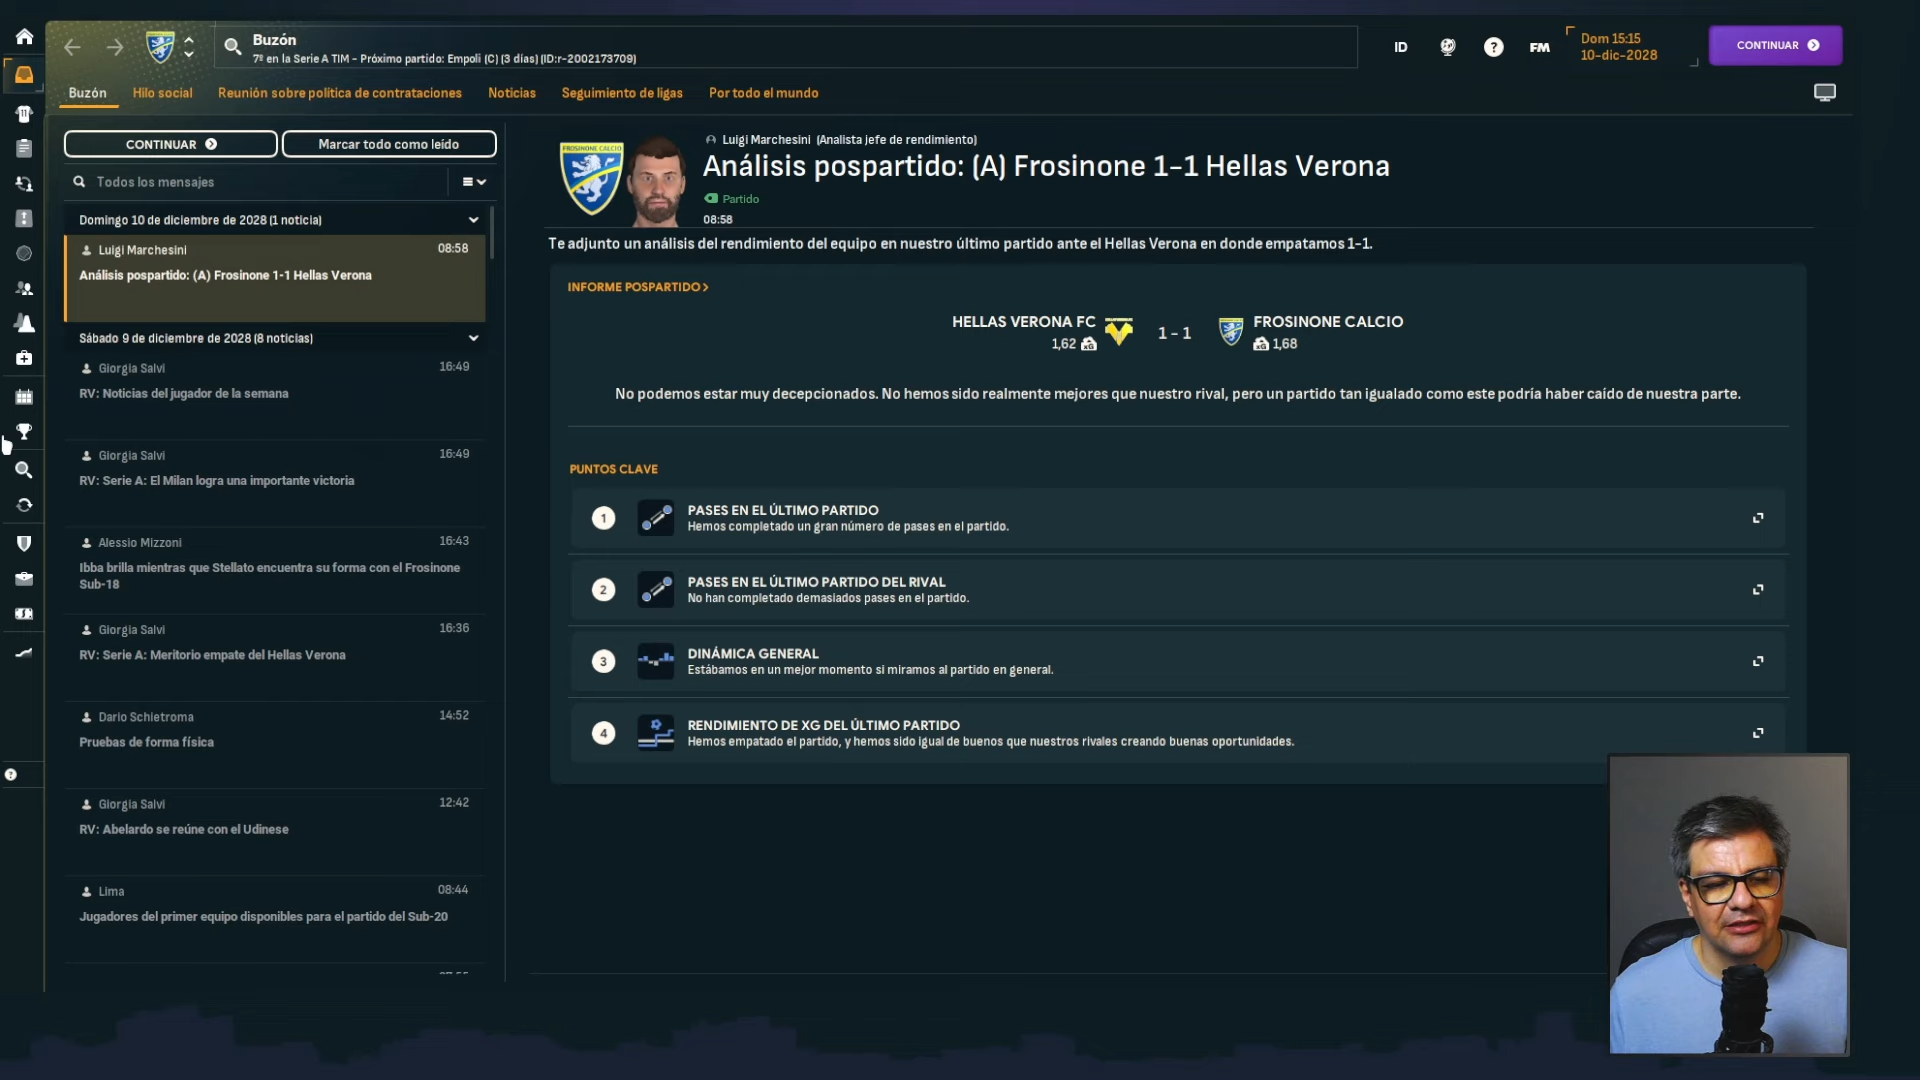 Buzón
7º en la Serie A TIM - Próximo partido: Empoli (C) (3 días) (ID:r-2002173709)
ID
FM
Dom 15:15
10-dic-2028
CONTINUAR
Buzón
Hilo social
Reunión sobre política de contrataciones
Noticias
Seguimiento de ligas
Por todo el mundo
CONTINUAR
Marcar todo como leído
Todos los mensajes
Domingo 10 de diciembre de 2028 (1 noticia)
Luigi Marchesini
08:58
Análisis pospartido: (A) Frosinone 1-1 Hellas Verona
Sábado 9 de diciembre de 2028 (8 noticias)
Giorgia Salvi
16:49
RV: Noticias del jugador de la semana
Giorgia Salvi
16:49
RV: Serie A: El Milan logra una importante victoria
Alessio Mizzoni
16:43
Ibba brilla mientras que Stellato encuentra su forma con el Frosinone
Sub-18
Giorgia Salvi
16:36
RV: Serie A: Meritorio empate del Hellas Verona
Dario Schietroma
14:52
Pruebas de forma física
Giorgia Salvi
12:42
RV: Abelardo se reúne con el Udinese
Lima
08:44
Jugadores del primer equipo disponibles para el partido del Sub-20
FROSINONE CALCIO
Luigi Marchesini (Analista jefe de rendimiento)
Análisis pospartido: (A) Frosinone 1-1 Hellas Verona
Partido
08:58
Te adjunto un análisis del rendimiento del equipo en nuestro último partido ante el Hellas Verona en donde empatamos 1-1.
INFORME POSPARTIDO
HELLAS VERONA FC
1,62 xG
1 - 1
FROSINONE CALCIO
xG 1,68
No podemos estar muy decepcionados. No hemos sido realmente mejores que nuestro rival, pero un partido tan igualado como este podría haber caído de nuestra parte.
PUNTOS CLAVE
1
PASES EN EL ÚLTIMO PARTIDO
Hemos completado un gran número de pases en el partido.
2
PASES EN EL ÚLTIMO PARTIDO DEL RIVAL
No han completado demasiados pases en el partido.
3
DINÁMICA GENERAL
Estábamos en un mejor momento si miramos al partido en general.
4
RENDIMIENTO DE XG DEL ÚLTIMO PARTIDO
Hemos empatado el partido, y hemos sido igual de buenos que nuestros rivales creando buenas oportunidades.